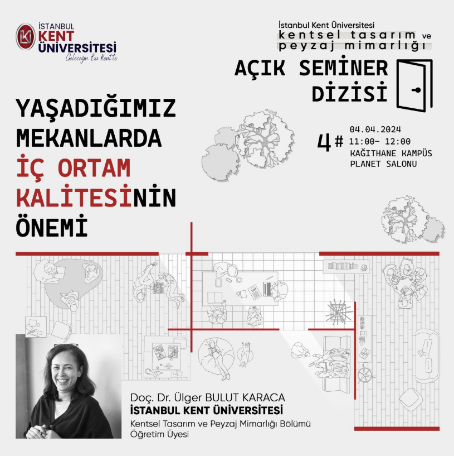 İSTANBUL
KENT
ÜNİVERSİTESİ
Geleceğin Bu Kentte
İstanbul Kent Üniversitesi
kentsel tasarım ve
peyzaj mimarlığı
AÇIK SEMİNER
DİZİSİ
YAŞADIĞIMIZ
MEKANLARDA
İÇ ORTAM
KALİTESİNİN
ÖNEMİ
4#
04.04.2024
11:00- 12:00
KAĞITHANE KAMPÜS
PLANET SALONU
Doç. Dr. Ülger BULUT KARACA
İSTANBUL KENT ÜNİVERSİTESİ
Kentsel Tasarım ve Peyzaj Mimarlığı Bölümü
Öğretim Üyesi